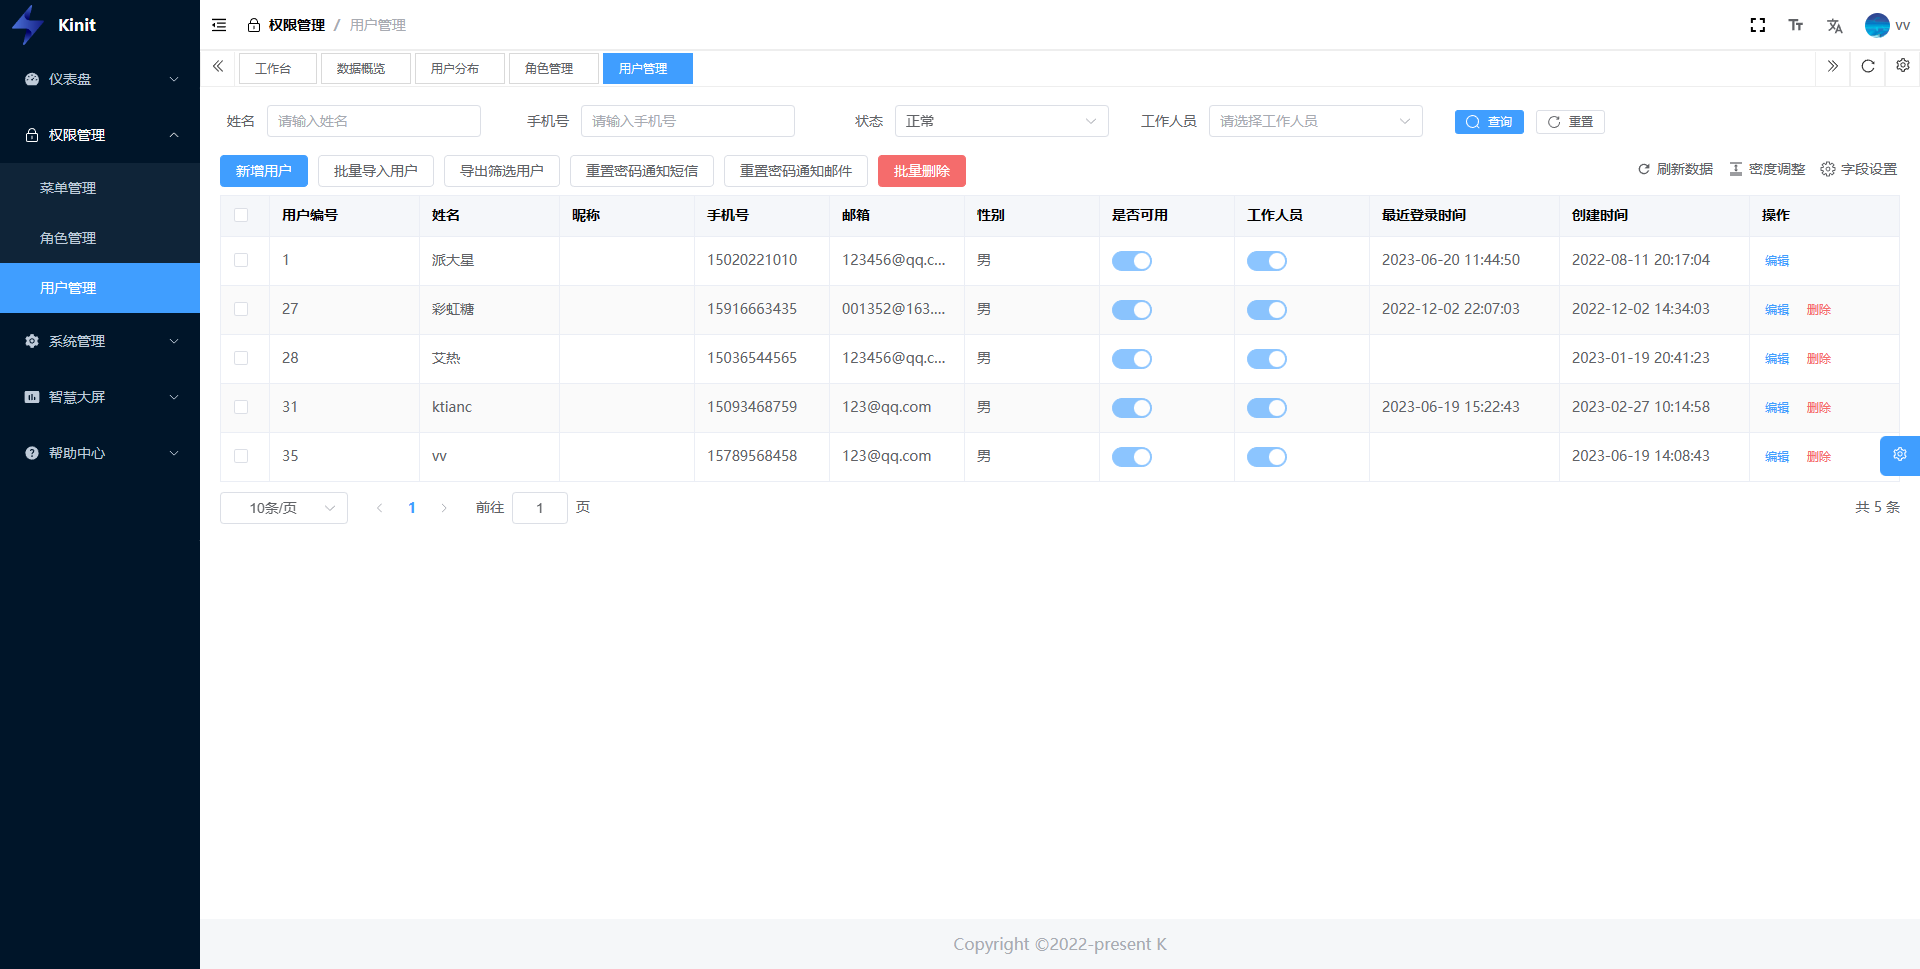 Kinit
仪表盘
权限管理
菜单管理
角色管理
用户管理
系统管理
智慧大屏
帮助中心
权限管理 / 用户管理
vv
工作台 数据概览 用户分布 角色管理 用户管理
姓名 请输入姓名 手机号 请输入手机号 状态 正常 工作人员 请选择工作人员 查询 重置
新增用户 批量导入用户 导出筛选用户 重置密码通知短信 重置密码通知邮件 批量删除 刷新数据 密度调整 字段设置
用户编号 姓名 昵称 手机号 邮箱 性别 是否可用 工作人员 最近登录时间 创建时间 操作
1 派大星 15020221010 123456@qq.c... 男 2023-06-20 11:44:50 2022-08-11 20:17:04 编辑
27 彩虹糖 15916663435 001352@163.... 男 2022-12-02 22:07:03 2022-12-02 14:34:03 编辑 删除
28 艾热 15036544565 123456@qq.c... 男 2023-01-19 20:41:23 编辑 删除
31 ktianc 15093468759 123@qq.com 男 2023-06-19 15:22:43 2023-02-27 10:14:58 编辑 删除
35 vv 15789568458 123@qq.com 男 2023-06-19 14:08:43 编辑 删除
10条/页 1 前往 1 页 共 5 条
Copyright ©2022-present K